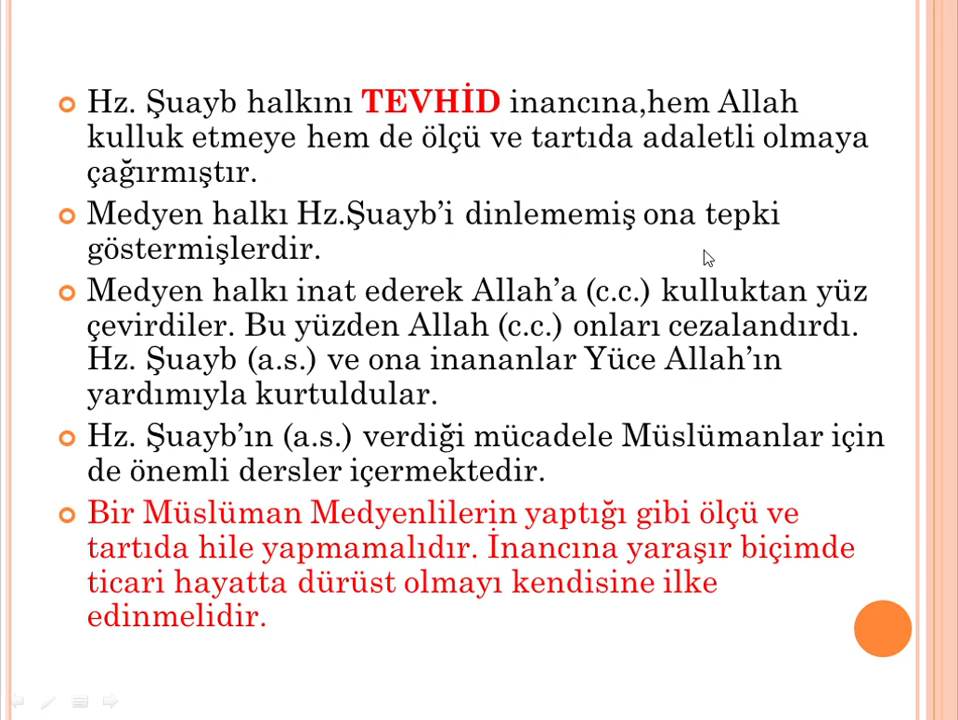 Hz. Şuayb halkını TEVHİD inancına,hem Allah
kulluk etmeye hem de ölçü ve tartıda adaletli olmaya
çağırmıştır.
Medyen halkı Hz.Şuayb’i dinlememiş ona tepki
göstermişlerdir.
Medyen halkı inat ederek Allah’a (c.c.) kulluktan yüz
çevirdiler. Bu yüzden Allah (c.c.) onları cezalandırdı.
Hz. Şuayb (a.s.) ve ona inananlar Yüce Allah’ın
yardımıyla kurtuldular.
Hz. Şuayb’ın (a.s.) verdiği mücadele Müslümanlar için
de önemli dersler içermektedir.
Bir Müslüman Medyenlilerin yaptığı gibi ölçü ve
tartıda hile yapmamalıdır. İnancına yaraşır biçimde
ticari hayatta dürüst olmayı kendisine ilke
edinmelidir.